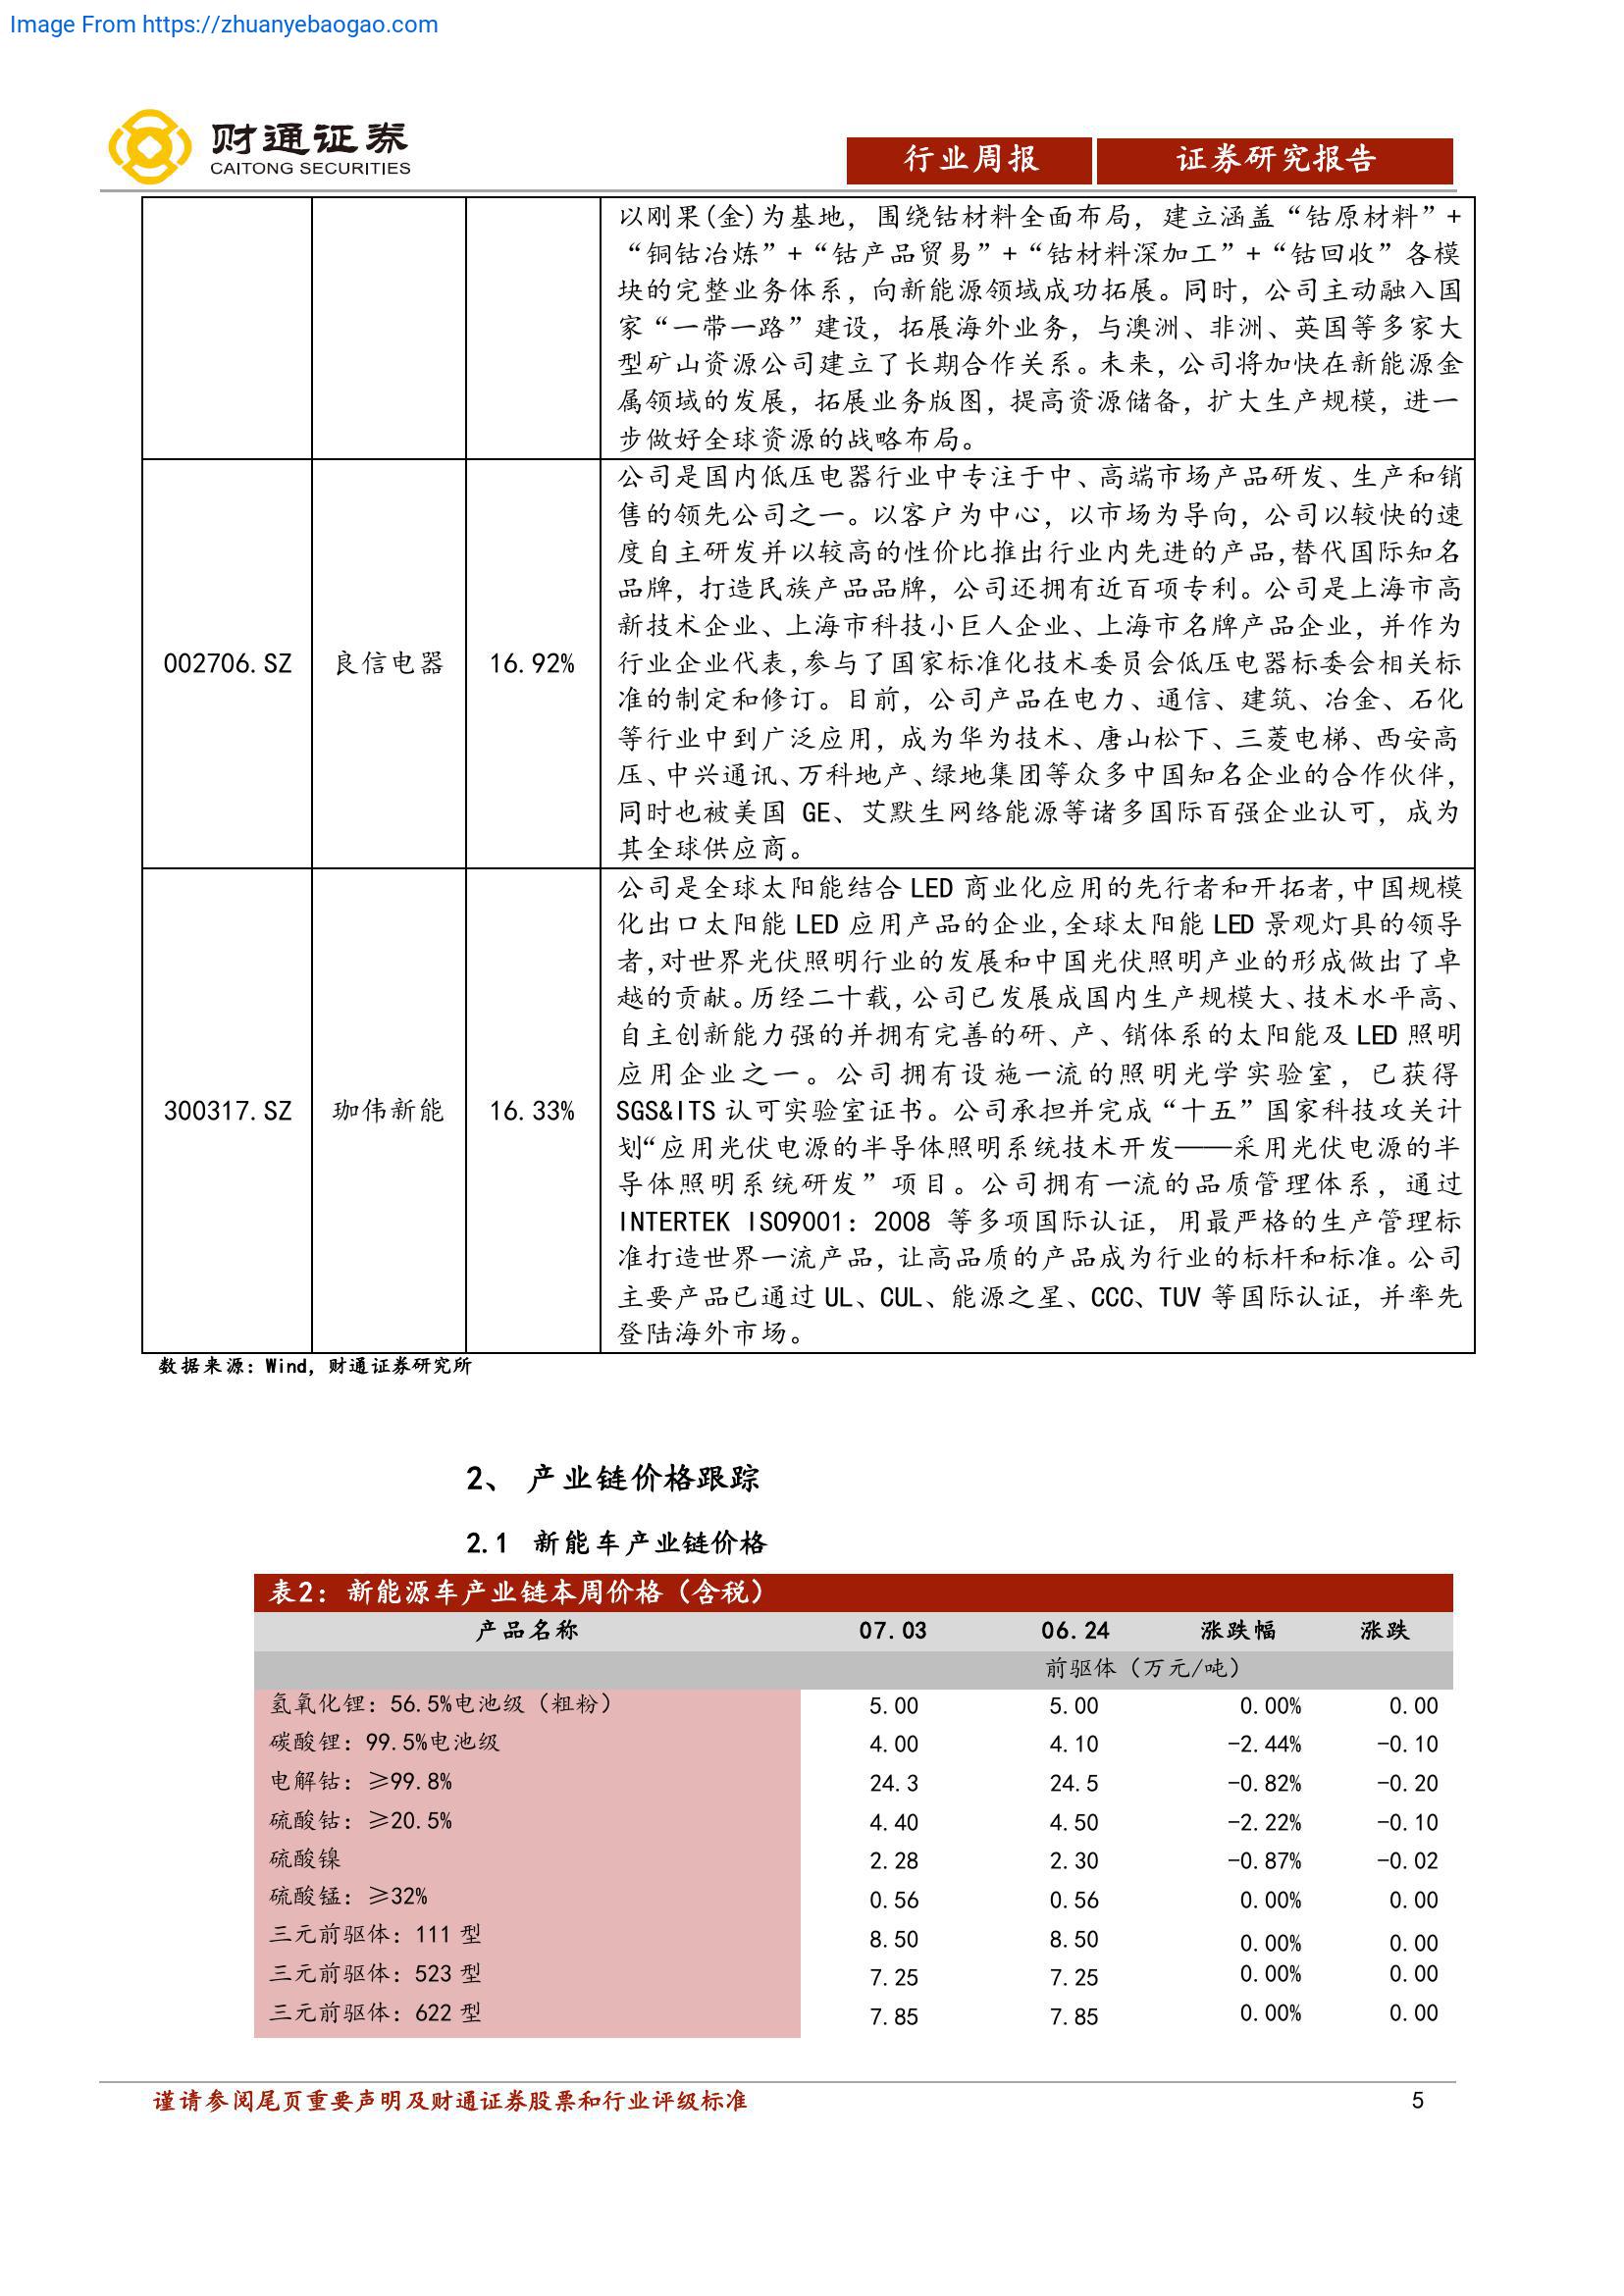 Image From https://zhuanyebaogao.com
财通证券
CAITONG SECURITIES
行业周报 证券研究报告
以刚果(金)为基地，围绕钴材料全面布局，建立涵盖“钴原材料”+
“铜钴冶炼”+“钴产品贸易”+“钴材料深加工”+“钴回收”各模
块的完整业务体系，向新能源领域成功拓展。同时，公司主动融入国
家“一带一路”建设，拓展海外业务，与澳洲、非洲、英国等多家大
型矿山资源公司建立了长期合作关系。未来，公司将加快在新能源金
属领域的发展，拓展业务版图，提高资源储备，扩大生产规模，进一
步做好全球资源的战略布局。
002706.SZ 良信电器 16.92%
公司是国内低压电器行业中专注于中、高端市场产品研发、生产和销
售的领先公司之一。以客户为中心，以市场为导向，公司以较快的速
度自主研发并以较高的性价比推出行业内先进的产品,替代国际知名
品牌，打造民族产品品牌，公司还拥有近百项专利。公司是上海市高
新技术企业、上海市科技小巨人企业、上海市名牌产品企业，并作为
行业企业代表,参与了国家标准化技术委员会低压电器标委会相关标
准的制定和修订。目前，公司产品在电力、通信、建筑、冶金、石化
等行业中到广泛应用，成为华为技术、唐山松下、三菱电梯、西安高
压、中兴通讯、万科地产、绿地集团等众多中国知名企业的合作伙伴，
同时也被美国 GE、艾默生网络能源等诸多国际百强企业认可，成为
其全球供应商。
300317.SZ 珈伟新能 16.33%
公司是全球太阳能结合 LED 商业化应用的先行者和开拓者,中国规模
化出口太阳能 LED 应用产品的企业,全球太阳能 LED 景观灯具的领导
者,对世界光伏照明行业的发展和中国光伏照明产业的形成做出了卓
越的贡献。历经二十载，公司已发展成国内生产规模大、技术水平高、
自主创新能力强的并拥有完善的研、产、销体系的太阳能及 LED 照明
应用企业之一。公司拥有设施一流的照明光学实验室，已获得
SGS&ITS 认可实验室证书。公司承担并完成“十五”国家科技攻关计
划“应用光伏电源的半导体照明系统技术开发——采用光伏电源的半
导体照明系统研发”项目。公司拥有一流的品质管理体系，通过
INTERTEK ISO9001：2008 等多项国际认证，用最严格的生产管理标
准打造世界一流产品，让高品质的产品成为行业的标杆和标准。公司
主要产品已通过 UL、CUL、能源之星、CCC、TUV 等国际认证，并率先
登陆海外市场。
数据来源：Wind，财通证券研究所
2、 产业链价格跟踪
2.1 新能车产业链价格
表2：新能源车产业链本周价格（含税）
产品名称 07.03 06.24 涨跌幅 涨跌
前驱体（万元/吨）
氢氧化锂：56.5%电池级（粗粉） 5.00 5.00 0.00% 0.00
碳酸锂：99.5%电池级 4.00 4.10 -2.44% -0.10
电解钴：≥99.8% 24.3 24.5 -0.82% -0.20
硫酸钴：≥20.5% 4.40 4.50 -2.22% -0.10
硫酸镍 2.28 2.30 -0.87% -0.02
硫酸锰：≥32% 0.56 0.56 0.00% 0.00
三元前驱体：111 型 8.50 8.50 0.00% 0.00
三元前驱体：523 型 7.25 7.25 0.00% 0.00
三元前驱体：622 型 7.85 7.85 0.00% 0.00
谨请参阅尾页重要声明及财通证券股票和行业评级标准 5